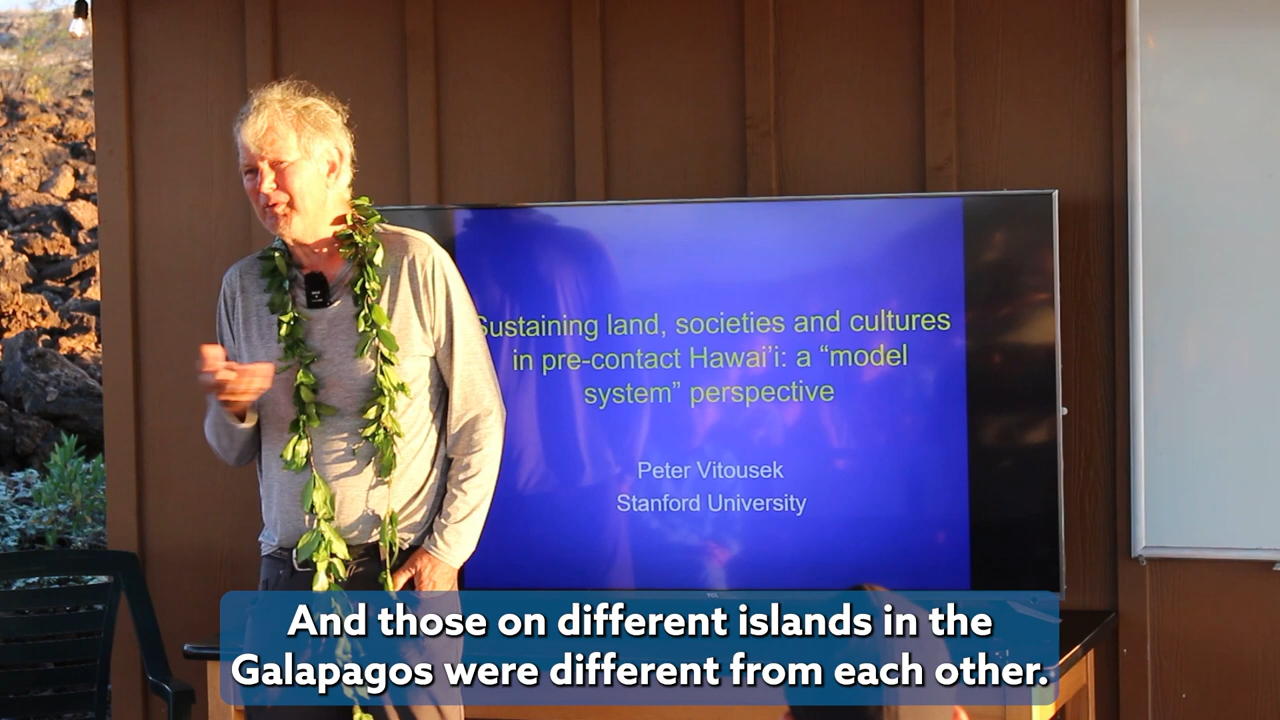 Sustaining land, societies and cultures
in pre-contact Hawai'i: a “model
system” perspective
Peter Vitousek
Stanford University
TCL
And those on different islands in the
Galapagos were different from each other.